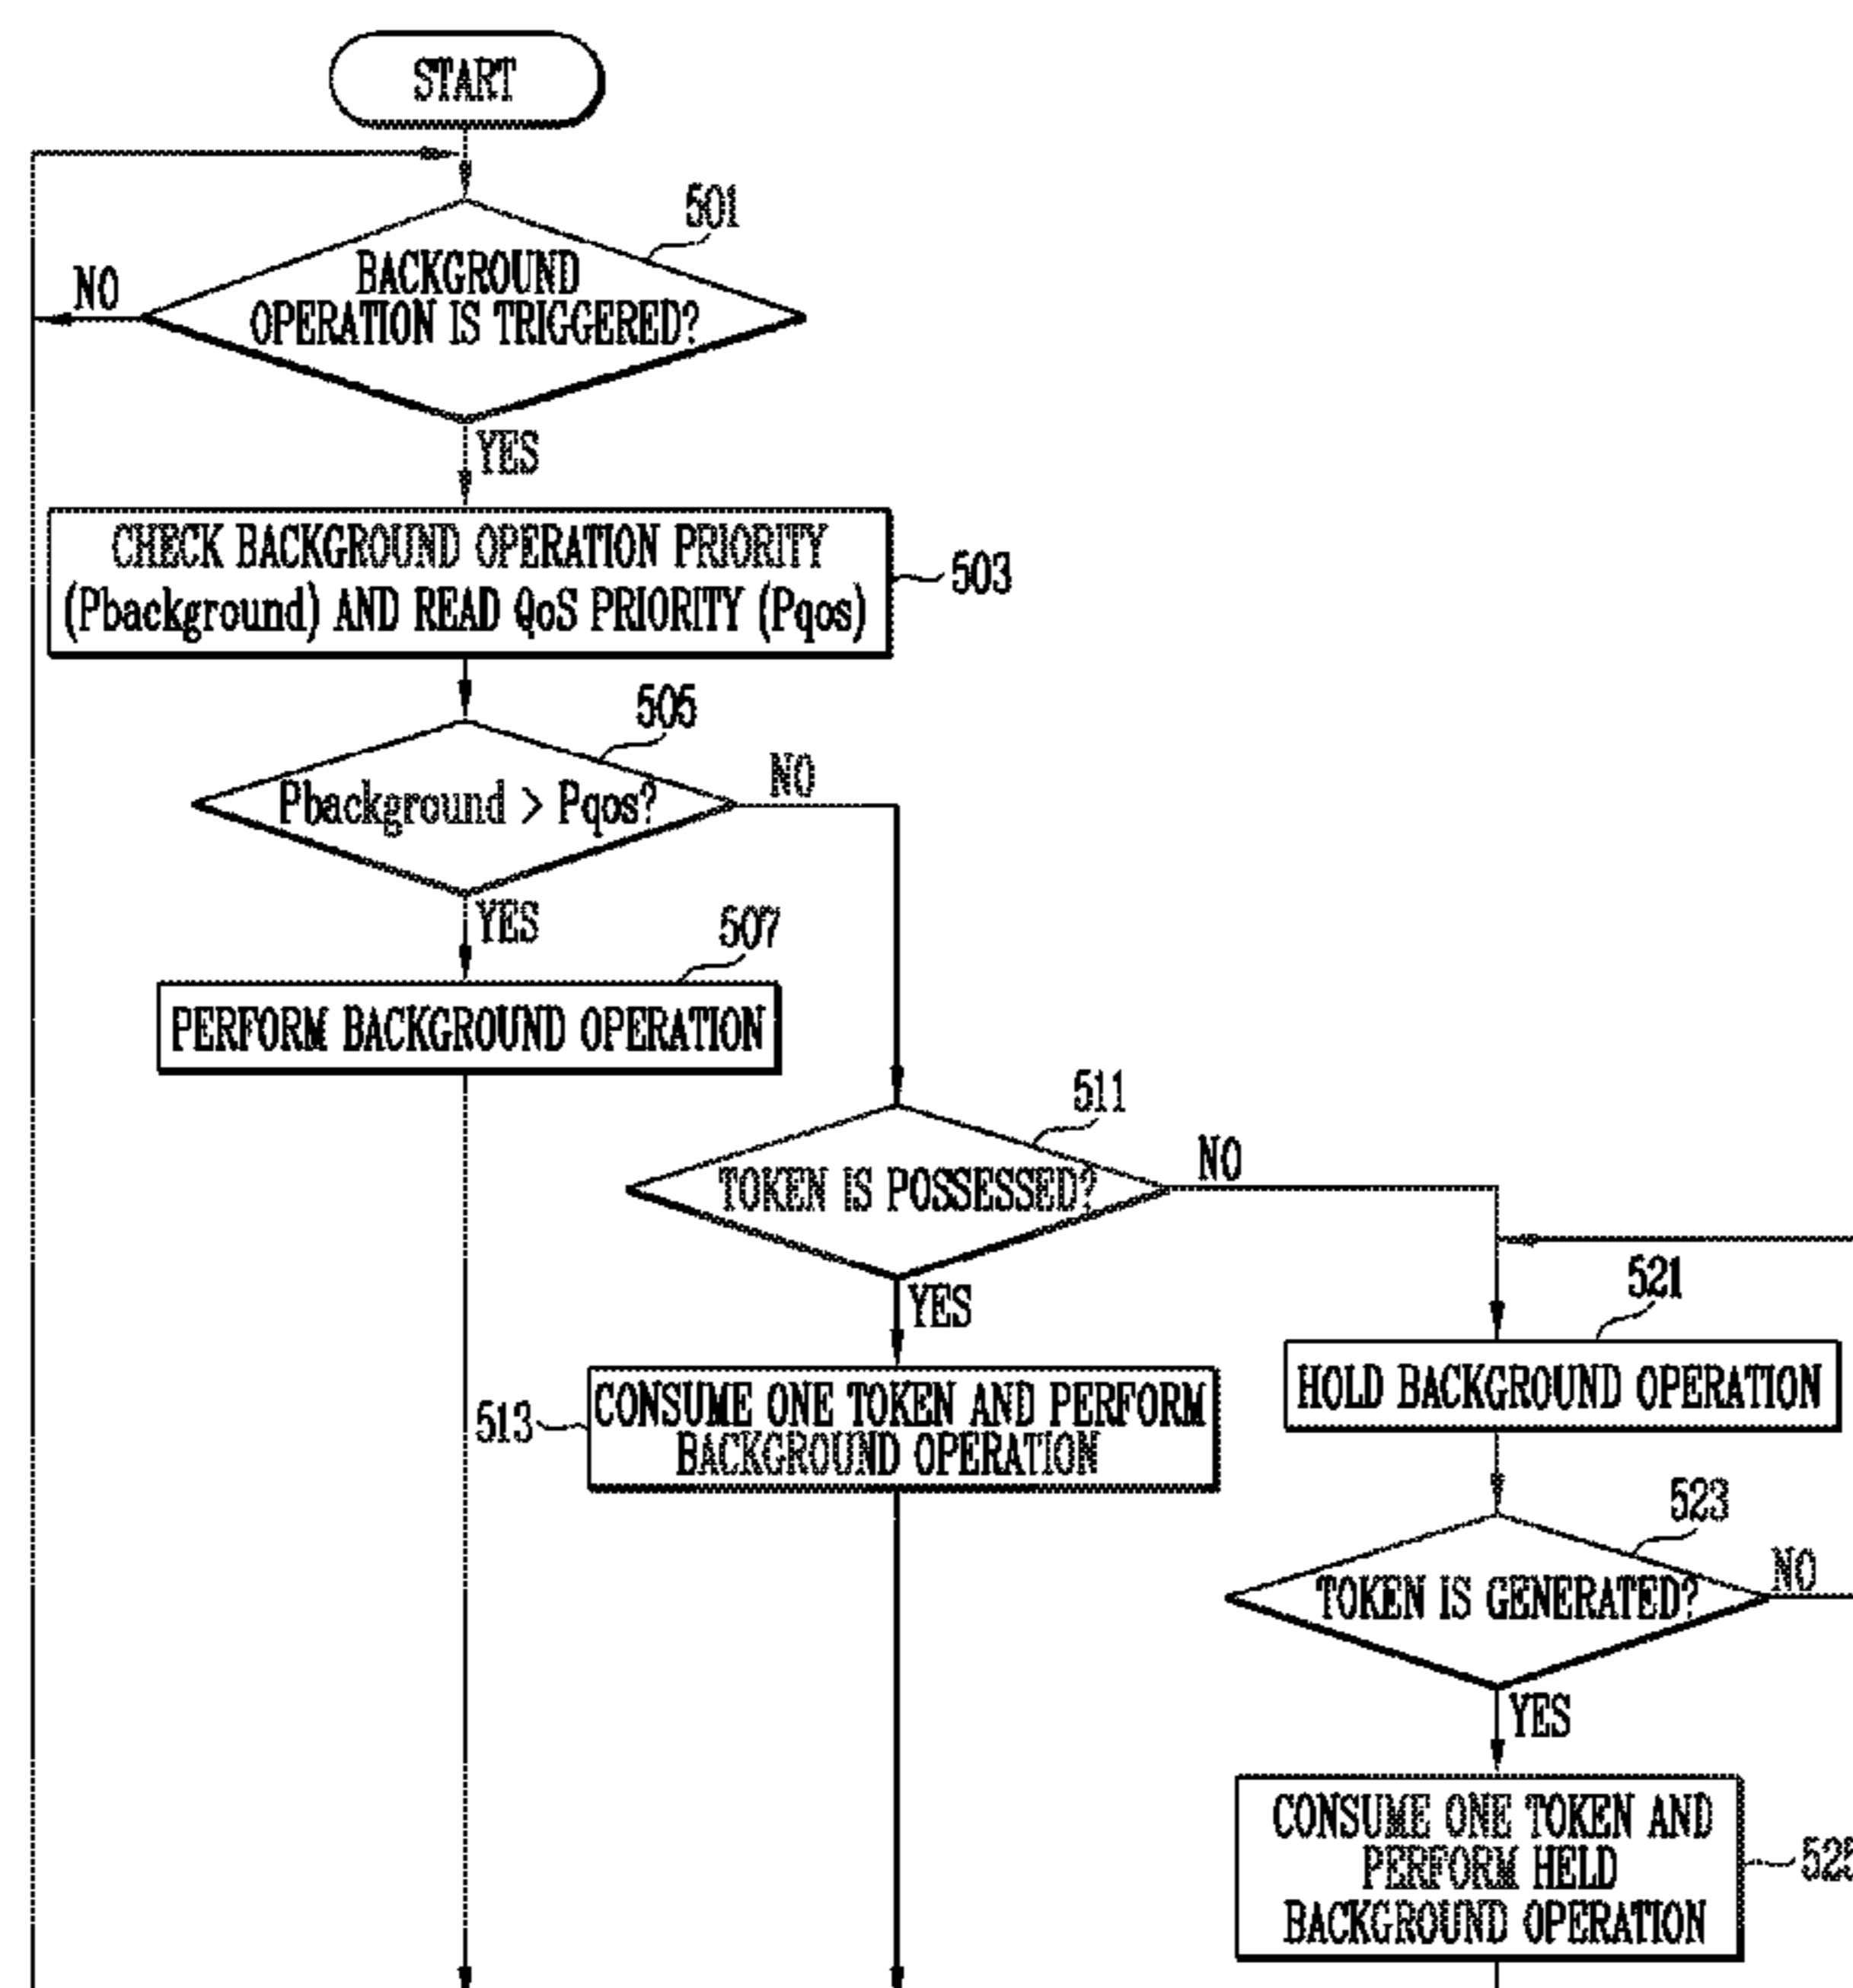 START
501
BACKGROUND
OPERATION IS TRIGGERED?
NO
YES
CHECK BACKGROUND OPERATION PRIORITY
(Pbackground) AND READ QoS PRIORITY (Pqos)
503
505
Pbackground > Pqos?
NO
YES
507
PERFORM BACKGROUND OPERATION
511
TOKEN IS POSSESSED?
NO
YES
521
HOLD BACKGROUND OPERATION
513
CONSUME ONE TOKEN AND PERFORM
BACKGROUND OPERATION
523
TOKEN IS GENERATED?
NO
YES
CONSUME ONE TOKEN AND
PERFORM HELD
BACKGROUND OPERATION
525